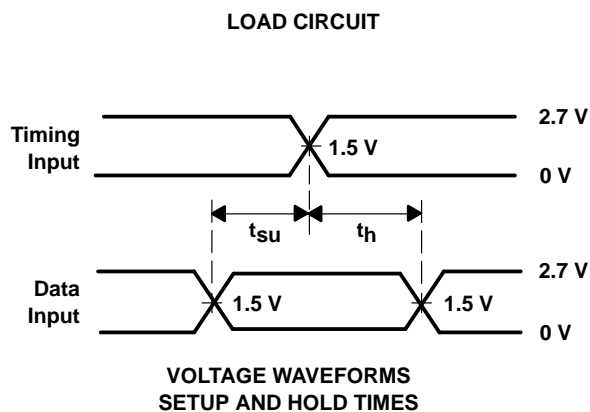 LOAD CIRCUIT
Timing
Input
2.7 V
1.5 V
0 V
tsu
th
Data
Input
2.7 V
1.5 V
1.5 V
0 V
VOLTAGE WAVEFORMS
SETUP AND HOLD TIMES